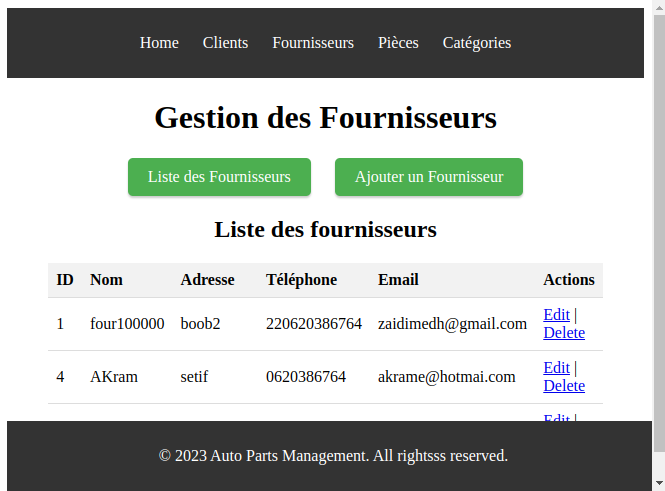 Home Clients Fournisseurs Pièces Catégories
Gestion des Fournisseurs
Liste des Fournisseurs Ajouter un Fournisseur
Liste des fournisseurs
ID Nom Adresse Téléphone Email Actions
1 four100000 boob2 220620386764 zaidimedh@gmail.com Edit |
Delete
4 AKram setif 0620386764 akrame@hotmai.com Edit |
Delete
Edit |
© 2023 Auto Parts Management. All rightsss reserved.